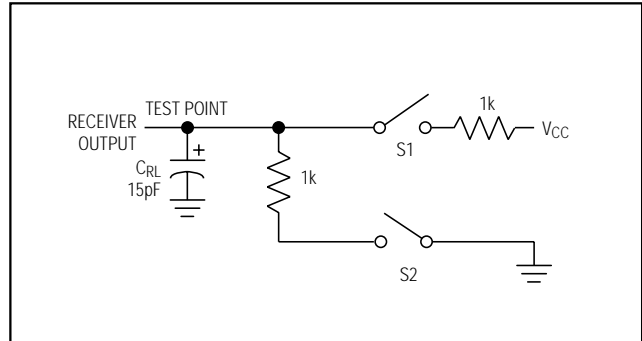 TEST POINT
RECEIVER
OUTPUT
1k
VCC
S1
+
CRL
15pF
1k
S2